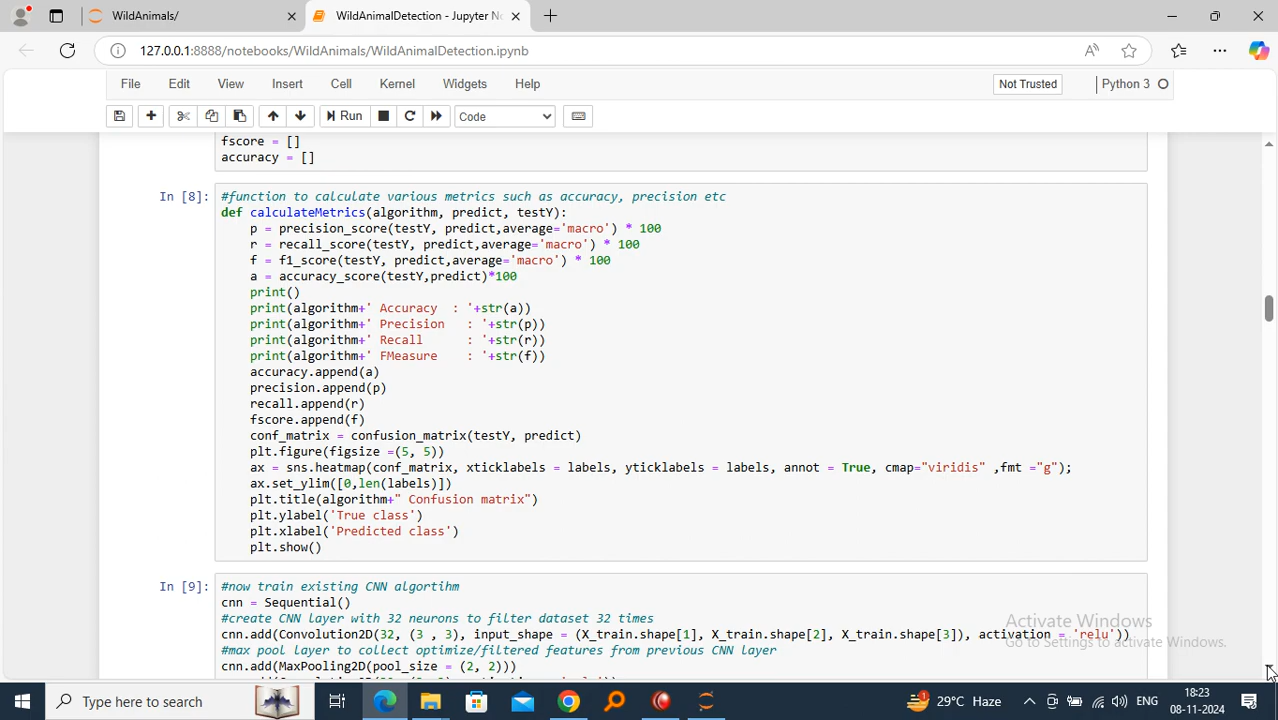 WildAnimals/
WildAnimalDetection - Jupyter No
127.0.0.1:8888/notebooks/WildAnimals/WildAnimalDetection.ipynb
File Edit View Insert Cell Kernel Widgets Help
Not Trusted
Python 3
Run
Code
fscore = []
accuracy = []
In [8]:
#function to calculate various metrics such as accuracy, precision etc
def calculateMetrics(algorithm, predict, testY):
    p = precision_score(testY, predict,average='macro') * 100
    r = recall_score(testY, predict,average='macro') * 100
    f = f1_score(testY, predict,average='macro') * 100
    a = accuracy_score(testY,predict)*100
    print()
    print(algorithm+' Accuracy  : '+str(a))
    print(algorithm+' Precision   : '+str(p))
    print(algorithm+' Recall      : '+str(r))
    print(algorithm+' FMeasure    : '+str(f))
    accuracy.append(a)
    precision.append(p)
    recall.append(r)
    fscore.append(f)
    conf_matrix = confusion_matrix(testY, predict)
    plt.figure(figsize =(5, 5))
    ax = sns.heatmap(conf_matrix, xticklabels = labels, yticklabels = labels, annot = True, cmap="viridis" ,fmt ="g");
    ax.set_ylim([0,len(labels)])
    plt.title(algorithm+" Confusion matrix")
    plt.ylabel('True class')
    plt.xlabel('Predicted class')
    plt.show()
In [9]:
#now train existing CNN algortihm
cnn = Sequential()
#create CNN layer with 32 neurons to filter dataset 32 times
cnn.add(Convolution2D(32, (3 , 3), input_shape = (X_train.shape[1], X_train.shape[2], X_train.shape[3]), activation = 'relu'))
#max pool layer to collect optimize/filtered features from previous CNN layer
cnn.add(MaxPooling2D(pool_size = (2, 2)))
Activate Windows
Go to Settings to activate Windows.
Type here to search
1
29°C Haze
ENG
18:23
08-11-2024